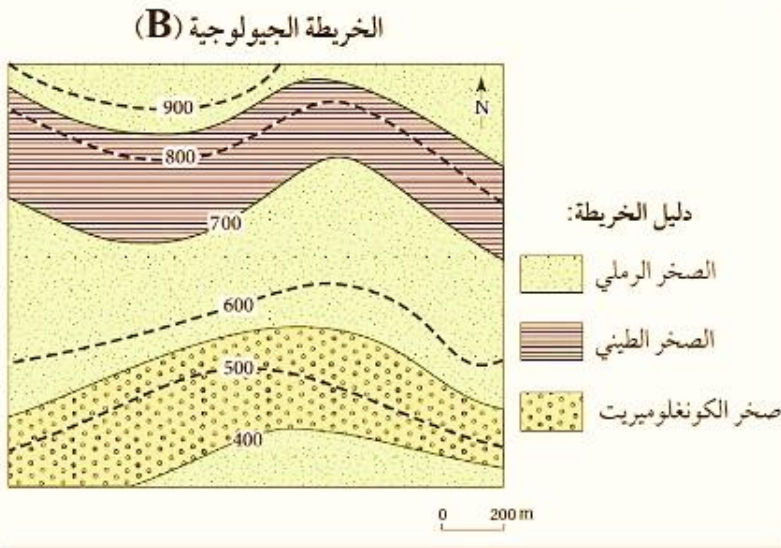 الخريطة الجيولوجية (B)
N
900
800
700
600
500
400
دليل الخريطة:
الصخر الرملي
الصخر الطيني
صخر الكونغلوميريت
0 200 m